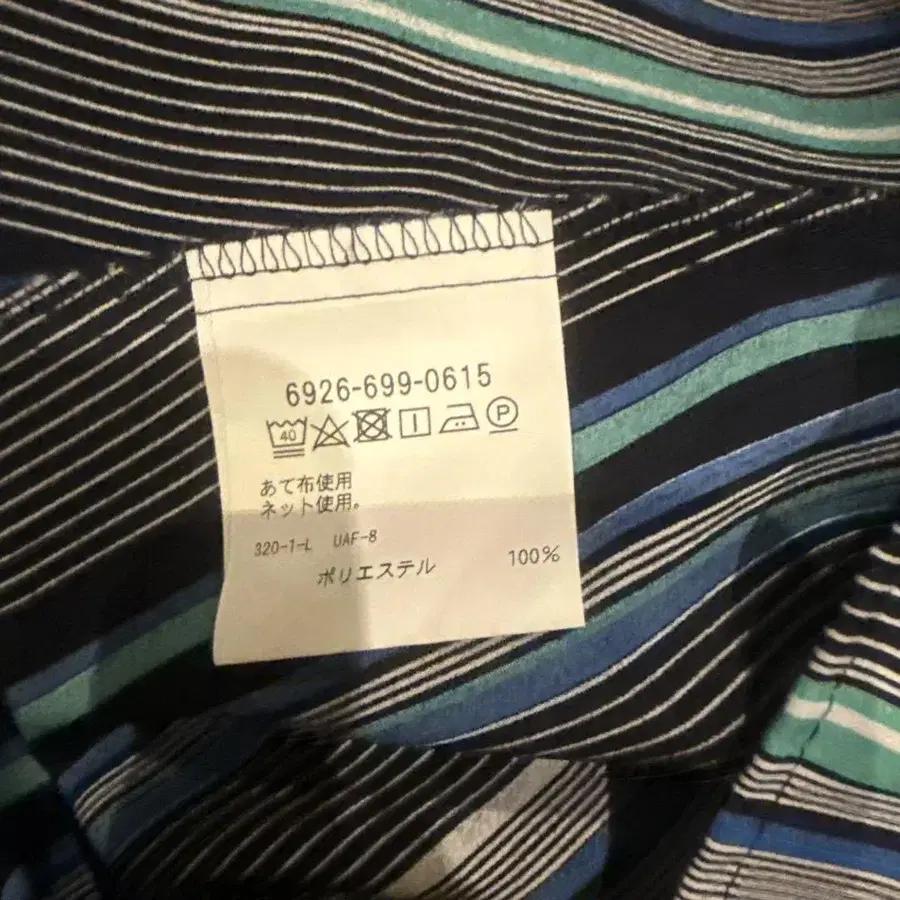 6926-699-0615
40 P
あて布使用
ネット使用。
320-1-L UAF-8
ポリエステル 100%